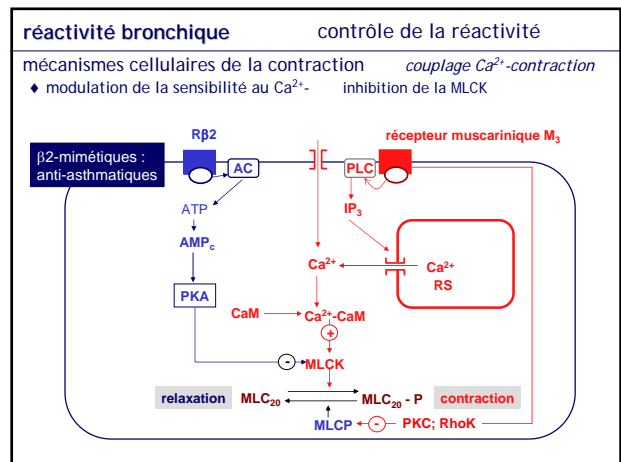 réactivité bronchique contrôle de la réactivité
mécanismes cellulaires de la contraction couplage Ca²⁺-contraction
♦ modulation de la sensibilité au Ca²⁺- inhibition de la MLCK
Rβ2 récepteur muscarinique M₃
β2-mimétiques :
anti-asthmatiques
AC PLC
ATP IP₃
AMPc
Ca²⁺ Ca²⁺
RS
PKA
CaM Ca²⁺-CaM
+
- MLCK
relaxation MLC₂₀ MLC₂₀ - P contraction
MLCP - PKC; RhoK